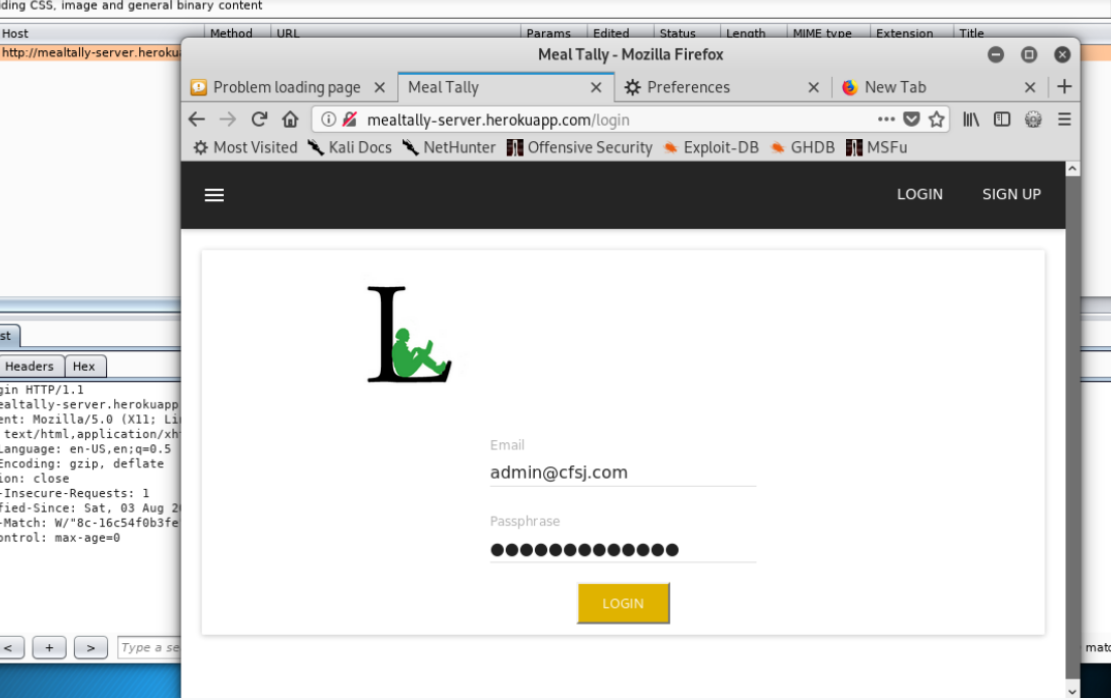 iding CSS, image and general binary content
Host Method URL Params Edited Status Length MIME type Extension Title
http://mealtally-server.heroku
Meal Tally - Mozilla Firefox
Problem loading page Meal Tally Preferences New Tab
mealtally-server.herokuapp.com/login
Most Visited Kali Docs NetHunter Offensive Security Exploit-DB GHDB MSFu
LOGIN SIGN UP
L
Email
admin@cfsj.com
Passphrase
LOGIN
st
Headers Hex
gin HTTP/1.1
ealtally-server.herokuapp
ent: Mozilla/5.0 (X11; Li
text/html,application/xh
Language: en-US,en;q=0.5
Encoding: gzip, deflate
ion: close
-Insecure-Requests: 1
fied-Since: Sat, 03 Aug 2
-Match: W/"8c-16c54f0b3fe
ontrol: max-age=0
< + > Type a se
matc